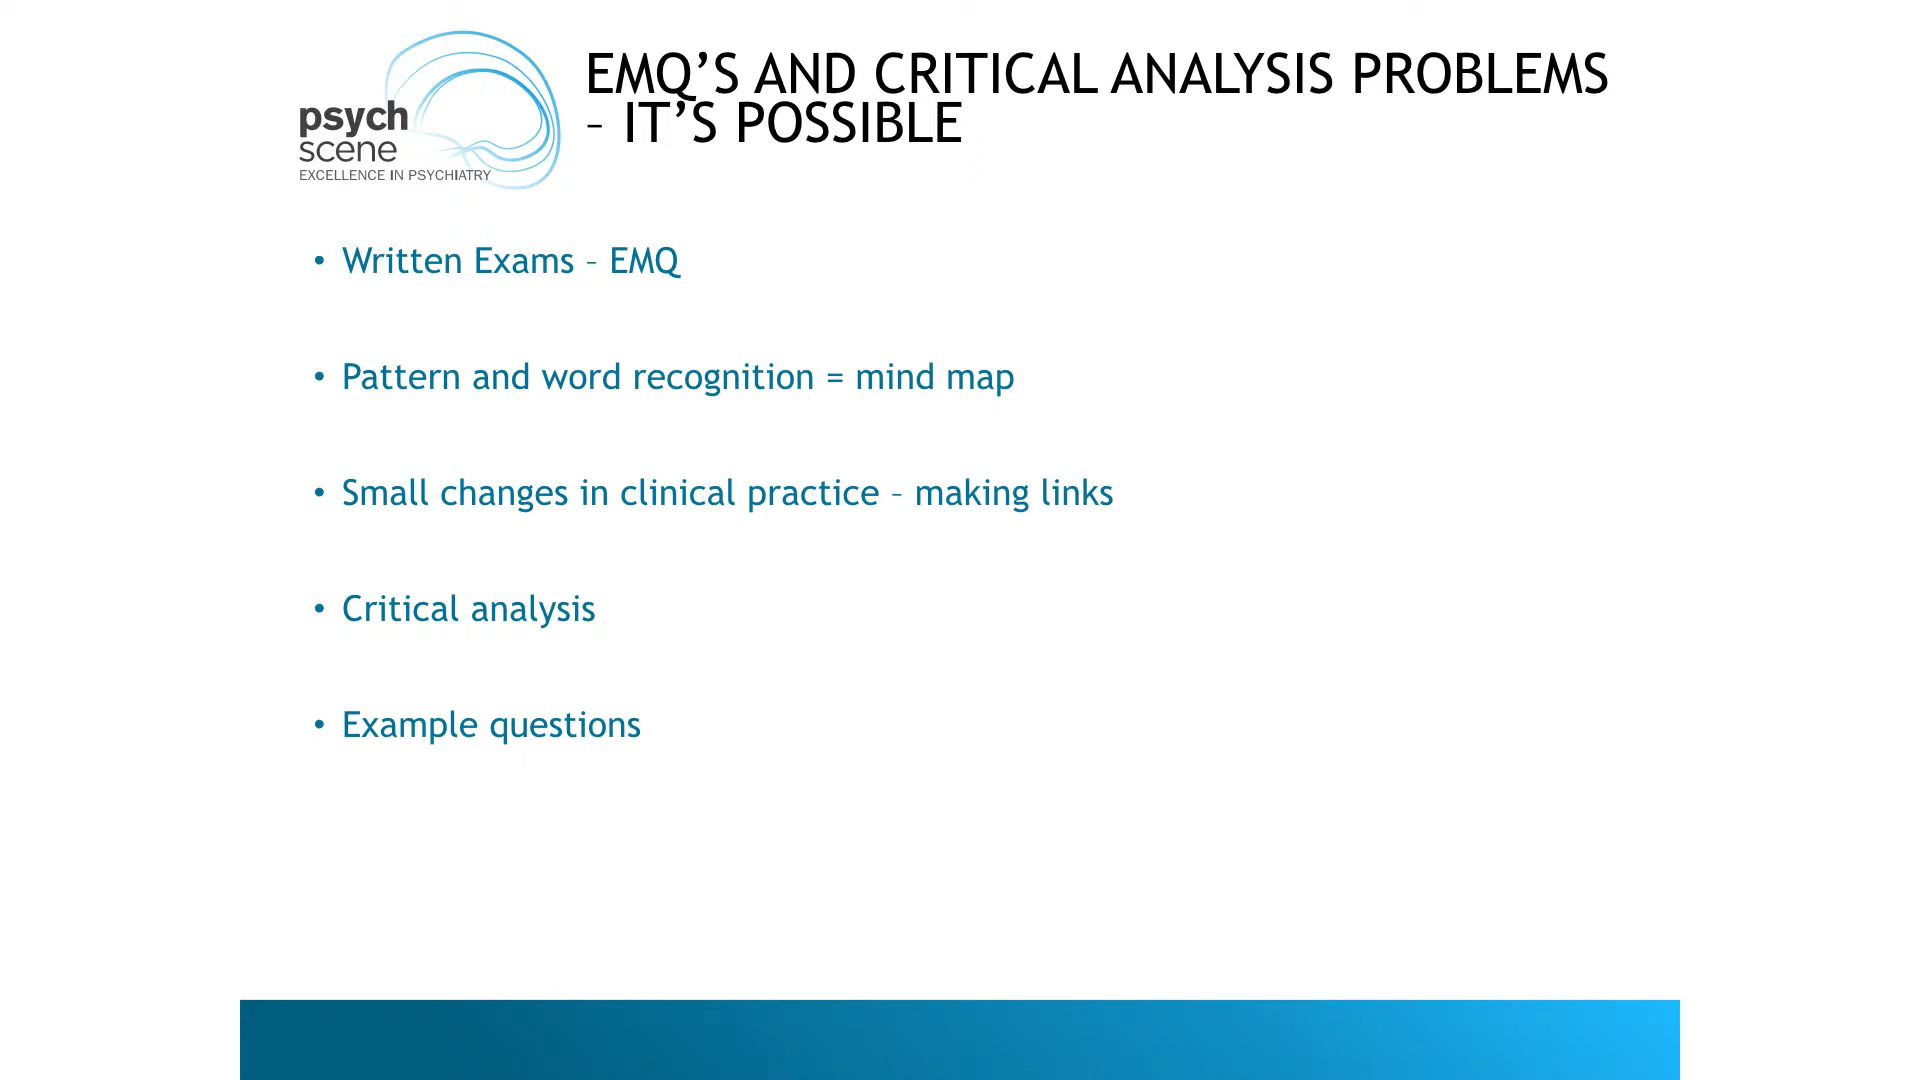 psych
scene
EXCELLENCE IN PSYCHIATRY
EMQ’S AND CRITICAL ANALYSIS PROBLEMS
– IT’S POSSIBLE
• Written Exams – EMQ
• Pattern and word recognition = mind map
• Small changes in clinical practice – making links
• Critical analysis
• Example questions